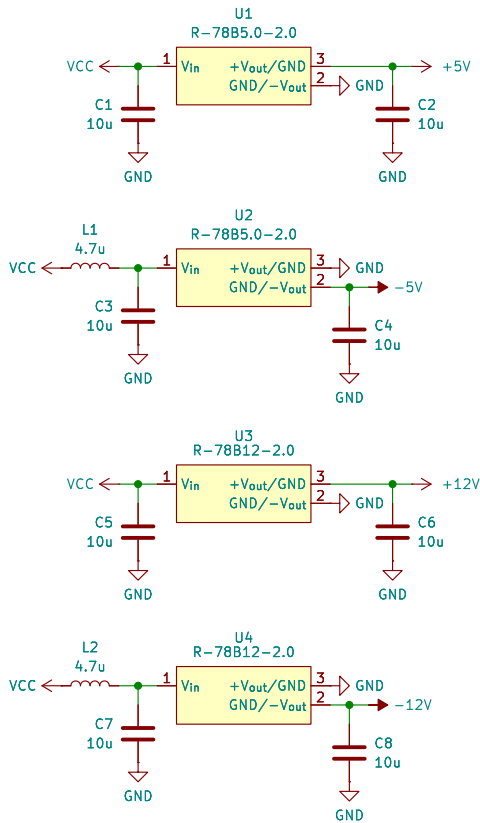 U1
R-78B5.0-2.0
VCC
1
Vin
+Vout/GND
3
+5V
GND/-Vout
2
GND
C1
10u
C2
10u
GND
GND
U2
R-78B5.0-2.0
L1
4.7u
VCC
1
Vin
+Vout/GND
3
GND
GND/-Vout
2
-5V
C3
10u
C4
10u
GND
GND
U3
R-78B12-2.0
VCC
1
Vin
+Vout/GND
3
+12V
GND/-Vout
2
GND
C5
10u
C6
10u
GND
GND
U4
R-78B12-2.0
L2
4.7u
VCC
1
Vin
+Vout/GND
3
GND
GND/-Vout
2
-12V
C7
10u
C8
10u
GND
GND